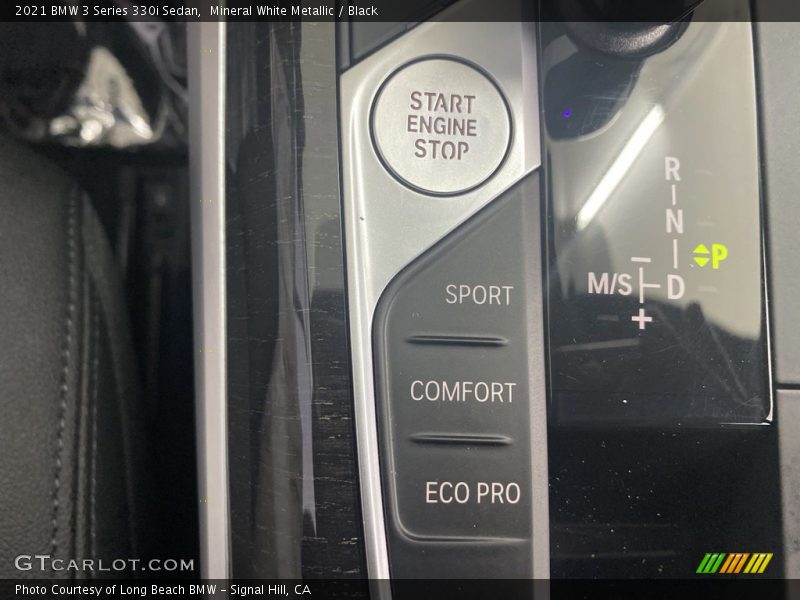 2021 BMW 3 Series 330i Sedan, Mineral White Metallic / Black
START
ENGINE
STOP
R
N
P
M/S
D
+
SPORT
COMFORT
ECO PRO
GTCARLOT.COM
Photo Courtesy of Long Beach BMW - Signal Hill, CA